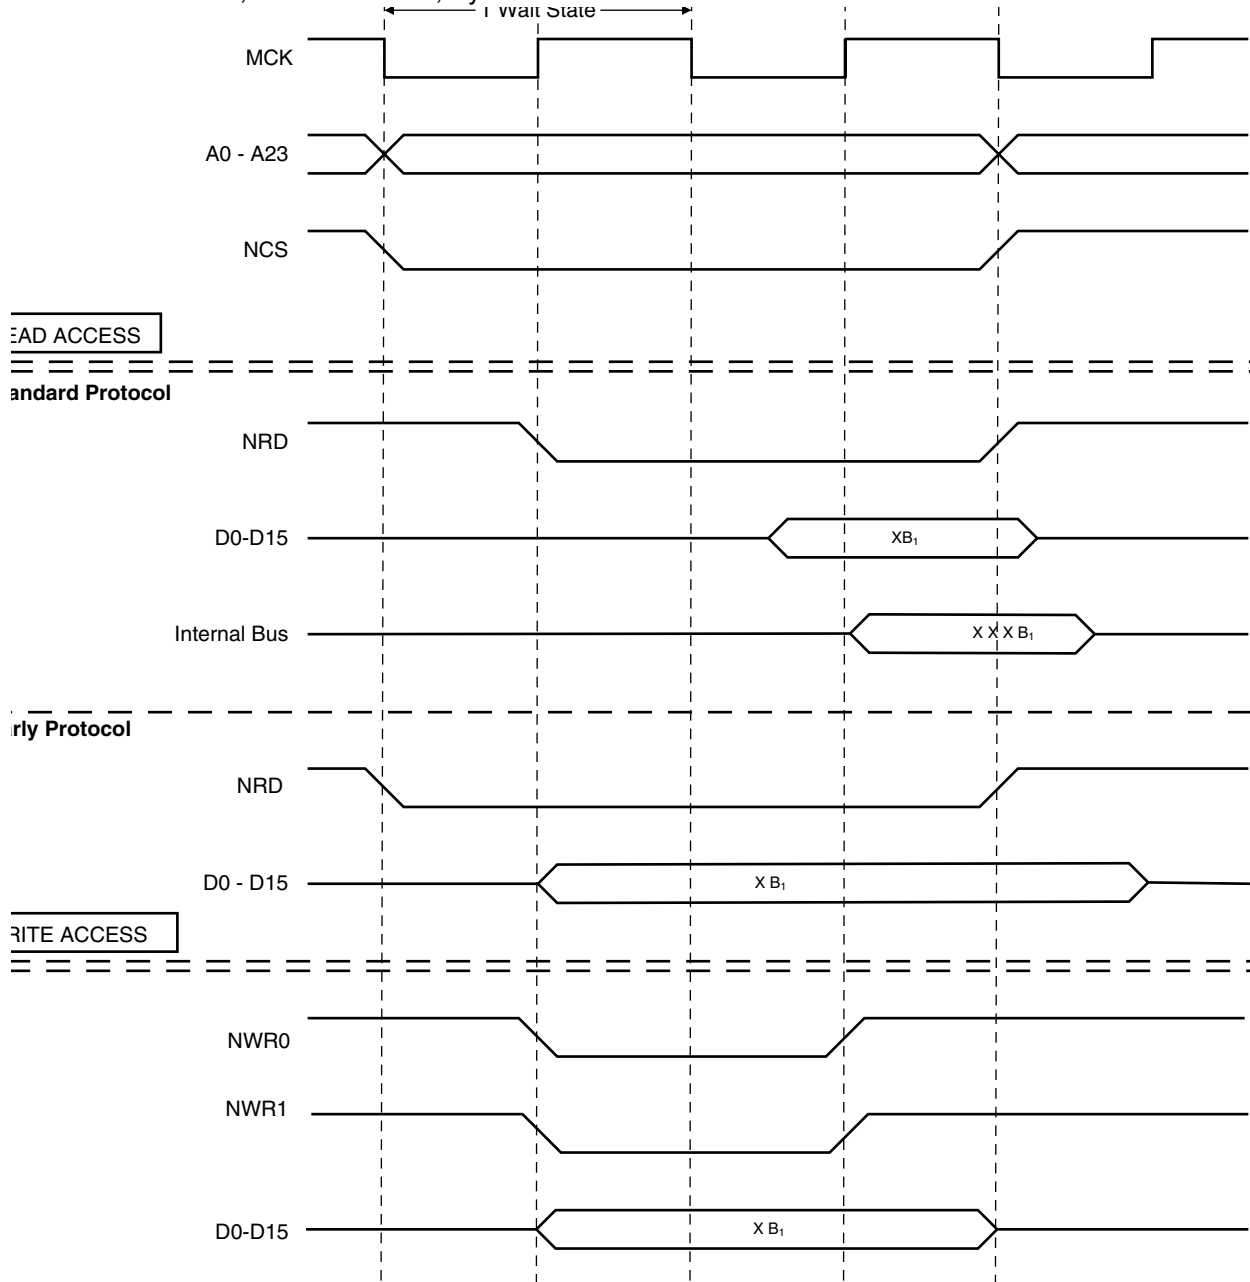 1 Wait State
MCK
A0 - A23
NCS
EAD ACCESS
andard Protocol
NRD
D0-D15
XB₁
Internal Bus
X X X B₁
rly Protocol
NRD
D0 - D15
X B₁
RITE ACCESS
NWR0
NWR1
D0-D15
X B₁